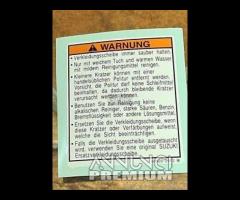 WARNUNG
• Verkleidungsscheibe immer sauber halten.
• Nur mit weichem Tuch und warmen Wasser
mit mildem Reinigungsmittel reinigen.
• Kleinere Kratzer können mit einer
handelsüblichen Politur entfernt werden.
Vorsicht, die Politur darf keine Schleifmittel
enthalten, da dadurch bleibende Kratzer
verursacht werden können.
• Benutzen Sie zur Reinigung keine
alkalischen, Reiniger, starke Säuren, Benzin,
Bremsflüssigkeit oder andere Lösungsmittel.
• Ersetzen Sie die Verkleidungsscheibe, wenn
diese Kratzer oder Verfärbungen aufweist,
welche die Sicht beeinträchtigen.
• Falls die Verkleidungsscheibe ausgetauscht
wird, verwenden Sie eine original SUZUKI
Ersatzverkleidungsscheibe.
ANNUNCI
PREMIUM